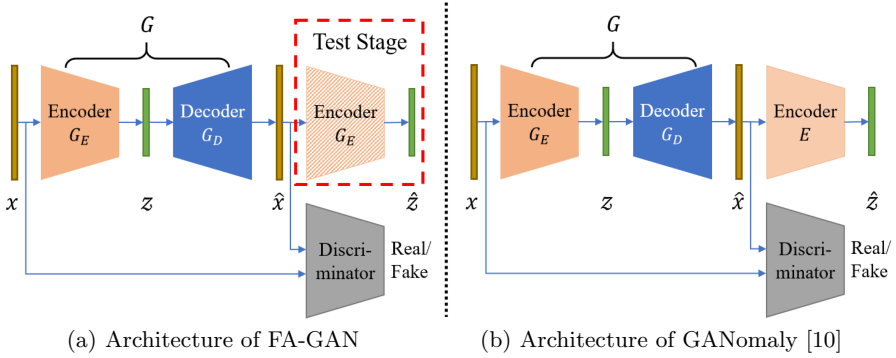 G
Test Stage
Encoder
G_E
Decoder
G_D
Encoder
G_E
x
z
x̂
ẑ
Discri-
minator
Real/
Fake
(a) Architecture of FA-GAN
G
Encoder
G_E
Decoder
G_D
Encoder
E
x
z
x̂
ẑ
Discri-
minator
Real/
Fake
(b) Architecture of GANomaly [10]